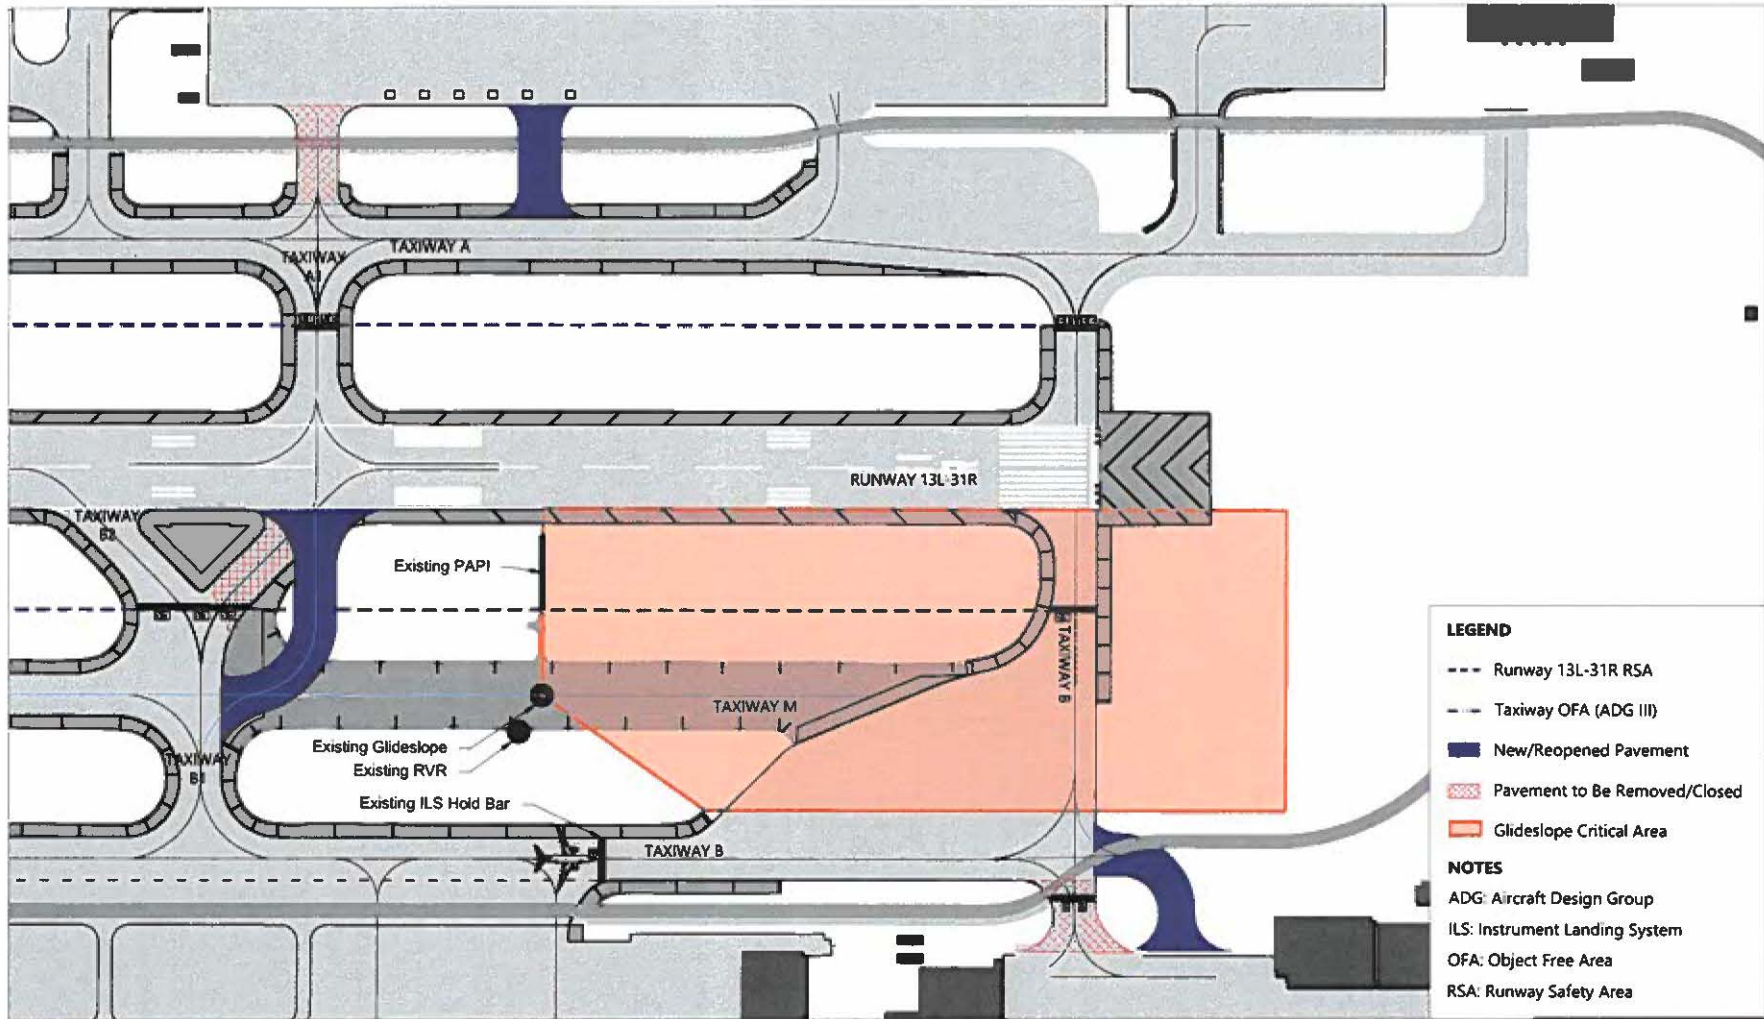 TAXIWAY A
TAXIWAY
A1
RUNWAY 13L-31R
TAXIWAY
Existing PAPI
TAXIWAY B
TAXIWAY M
Existing Glideslope
Existing RVR
TAXIWAY
Existing ILS Hold Bar
TAXIWAY B
LEGEND
Runway 13L-31R RSA
Taxiway OFA (ADG III)
New/Reopened Pavement
Pavement to Be Removed/Closed
Glideslope Critical Area
NOTES
ADG: Aircraft Design Group
ILS: Instrument Landing System
OFA: Object Free Area
RSA: Runway Safety Area